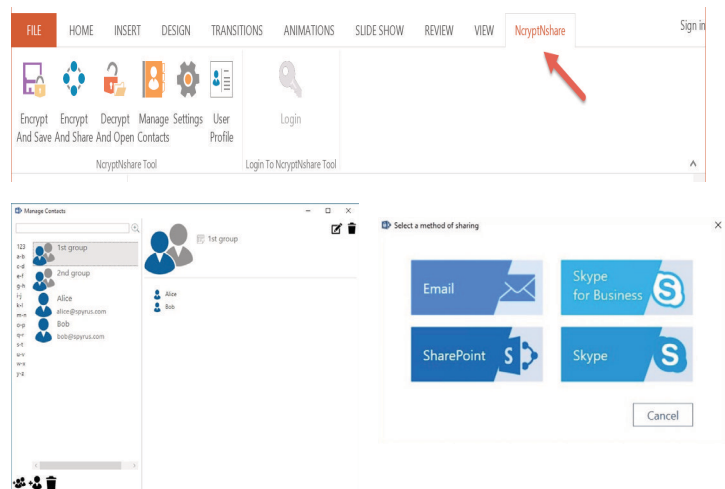 FILE HOME INSERT DESIGN TRANSITIONS ANIMATIONS SLIDE SHOW REVIEW VIEW NcryptNshare Sign in
Encrypt And Save
Encrypt And Share
Decrypt And Open
Manage Contacts
Settings
User Profile
Login
NcryptNshare Tool
Login To NcryptNshare Tool
Manage Contacts
123
a-b
c-d
e-f
g-h
i-j
k-l
m-n
o-p
q-r
s-t
u-v
w-x
y-z
1st group
2nd group
Alice
alice@spyrus.com
Bob
bob@spyrus.com
1st group
Alice
Bob
Select a method of sharing
Email
Skype
for Business
SharePoint
Skype
Cancel